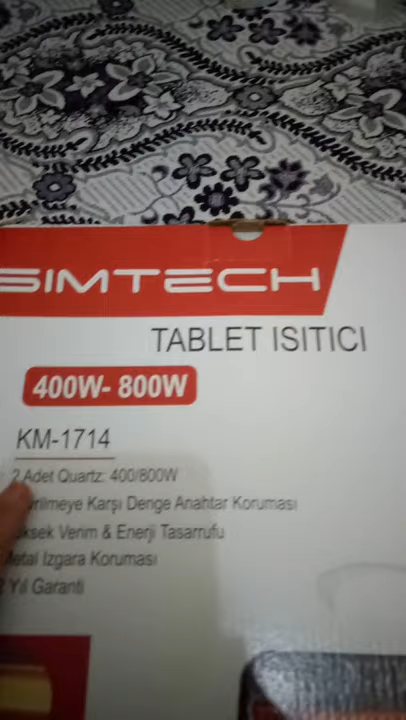 SIMTECH
TABLET ISITICI
400W- 800W
KM-1714
2 Adet Quartz: 400/800W
Karşı Denge Anahtar Koruması
Verim & Enerji Tasarrufu
Metal Izgara Koruması
Yıl Garanti